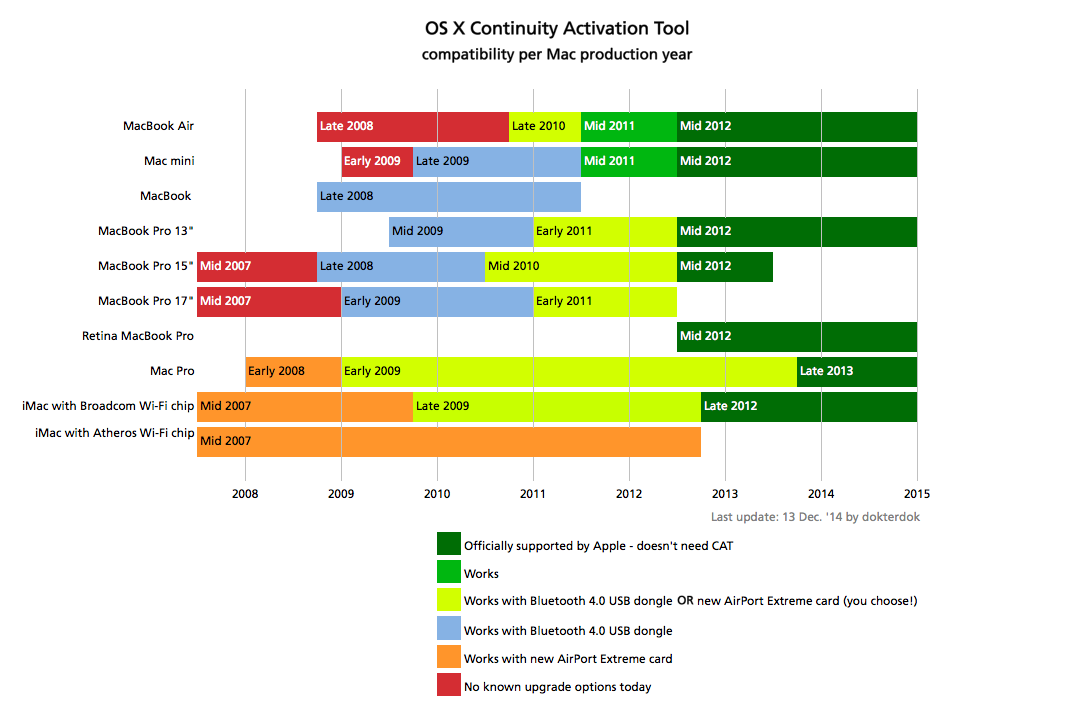 OS X Continuity Activation Tool
compatibility per Mac production year
MacBook Air Late 2008 Late 2010 Mid 2011 Mid 2012
Mac mini Early 2009 Late 2009 Mid 2011 Mid 2012
MacBook Late 2008
MacBook Pro 13" Mid 2009 Early 2011 Mid 2012
MacBook Pro 15" Mid 2007 Late 2008 Mid 2010 Mid 2012
MacBook Pro 17" Mid 2007 Early 2009 Early 2011
Retina MacBook Pro Mid 2012
Mac Pro Early 2008 Early 2009 Late 2013
iMac with Broadcom Wi-Fi chip Mid 2007 Late 2009 Late 2012
iMac with Atheros Wi-Fi chip Mid 2007
2008 2009 2010 2011 2012 2013 2014 2015
Last update: 13 Dec. '14 by dokterdok
Officially supported by Apple - doesn't need CAT
Works
Works with Bluetooth 4.0 USB dongle OR new AirPort Extreme card (you choose!)
Works with Bluetooth 4.0 USB dongle
Works with new AirPort Extreme card
No known upgrade options today